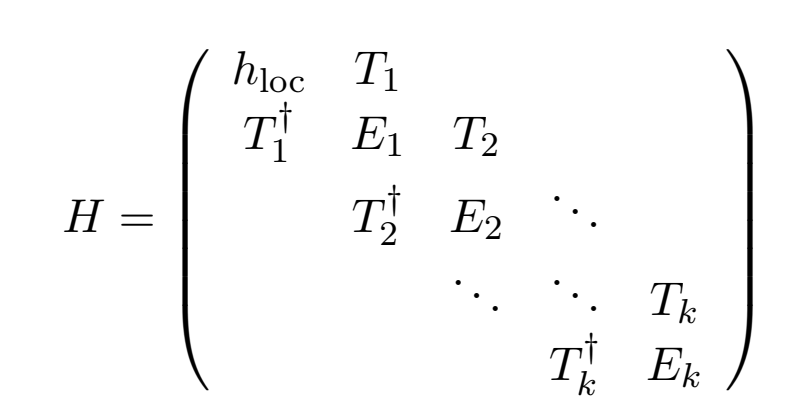 h_loc T_1
T_1^† E_1 T_2
H = T_2^† E_2 ⋱
⋱ ⋱ T_k
T_k^† E_k